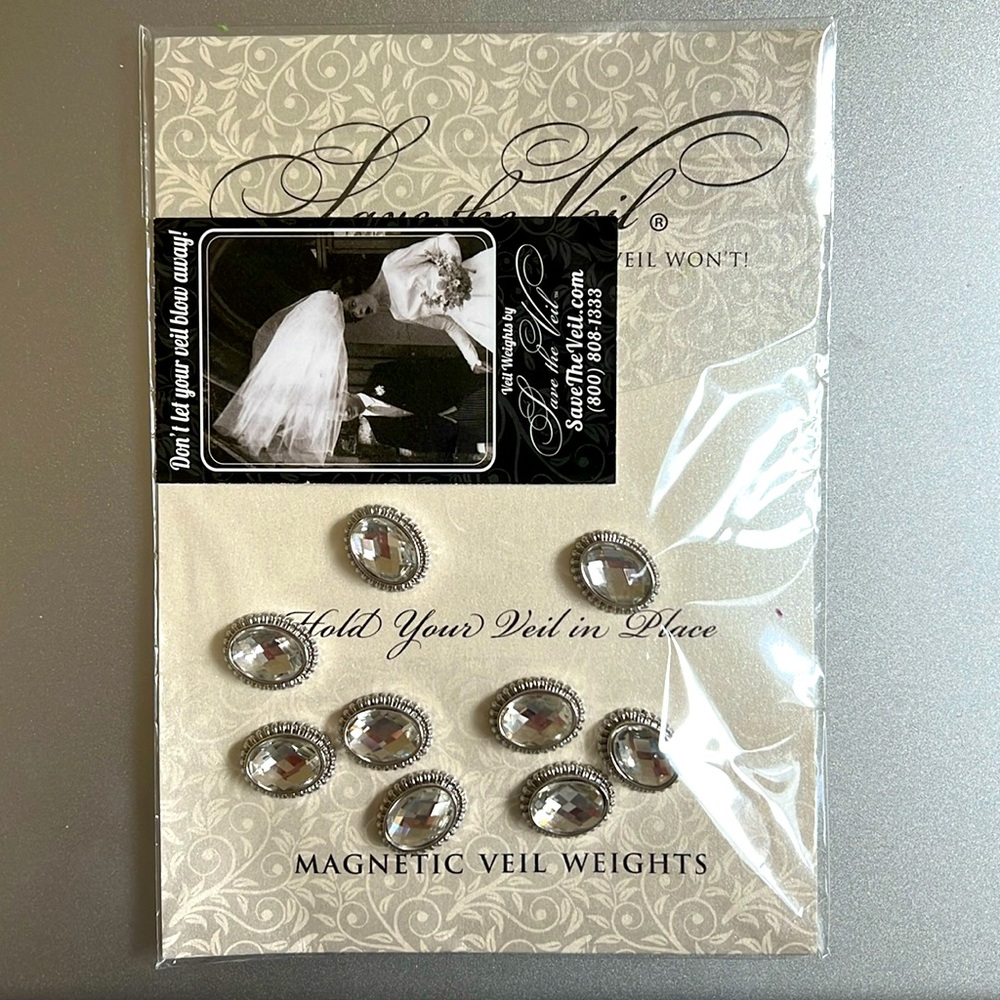 Save the Veil®
VEIL WON'T!
Don't let your veil blow away!
Veil Weights by
Save the Veil™
SaveTheVeil.com
(800) 808-1333
Hold Your Veil in Place
MAGNETIC VEIL WEIGHTS